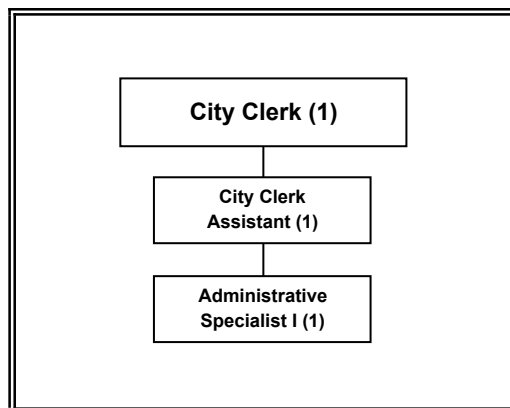 City Clerk (1)
City Clerk
Assistant (1)
Administrative
Specialist I (1)